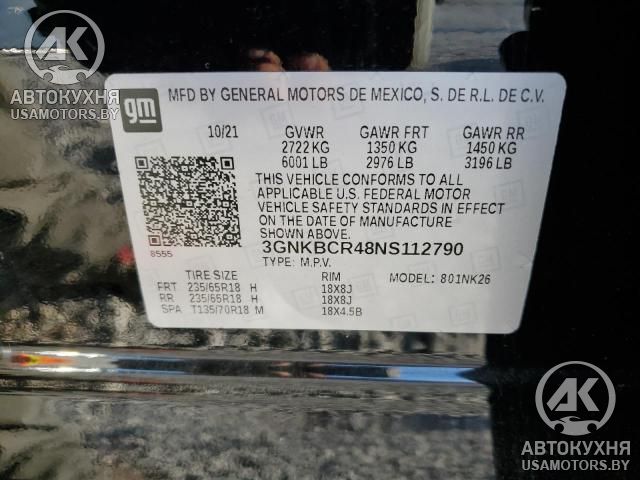 AK
АВТОКУХНЯ
USAMOTORS.BY
gm
MFD BY GENERAL MOTORS DE MEXICO, S. DE R.L. DE C.V.
10/21 GVWR GAWR FRT GAWR RR
2722 KG 1350 KG 1450 KG
6001 LB 2976 LB 3196 LB
THIS VEHICLE CONFORMS TO ALL
APPLICABLE U.S. FEDERAL MOTOR
VEHICLE SAFETY STANDARDS IN EFFECT
ON THE DATE OF MANUFACTURE
SHOWN ABOVE.
8555 3GNKBCR48NS112790
TYPE: M.P.V.
TIRE SIZE RIM MODEL: 801NK26
FRT 235/65R18 H 18X8J
RR 235/65R18 H 18X8J
SPA T135/70R18 M 18X4.5B
AK
АВТОКУХНЯ
USAMOTORS.BY